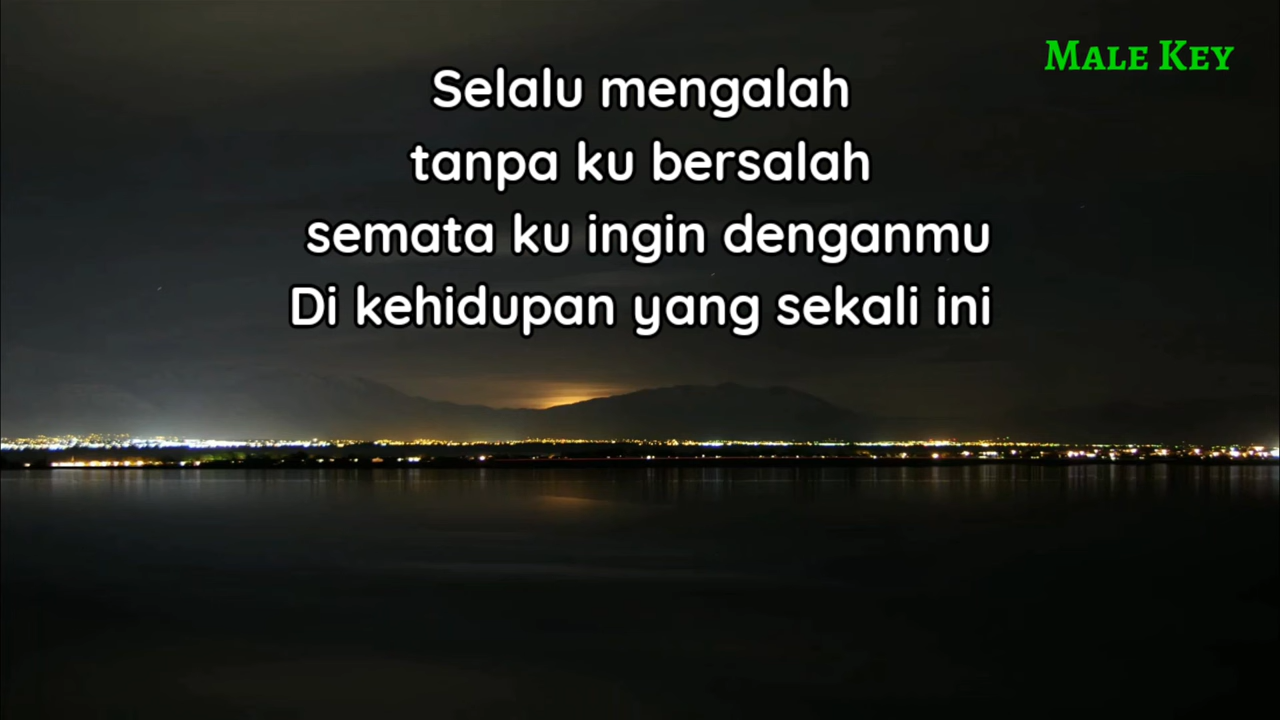 Male Key
Selalu mengalah
tanpa ku bersalah
semata ku ingin denganmu
Di kehidupan yang sekali ini